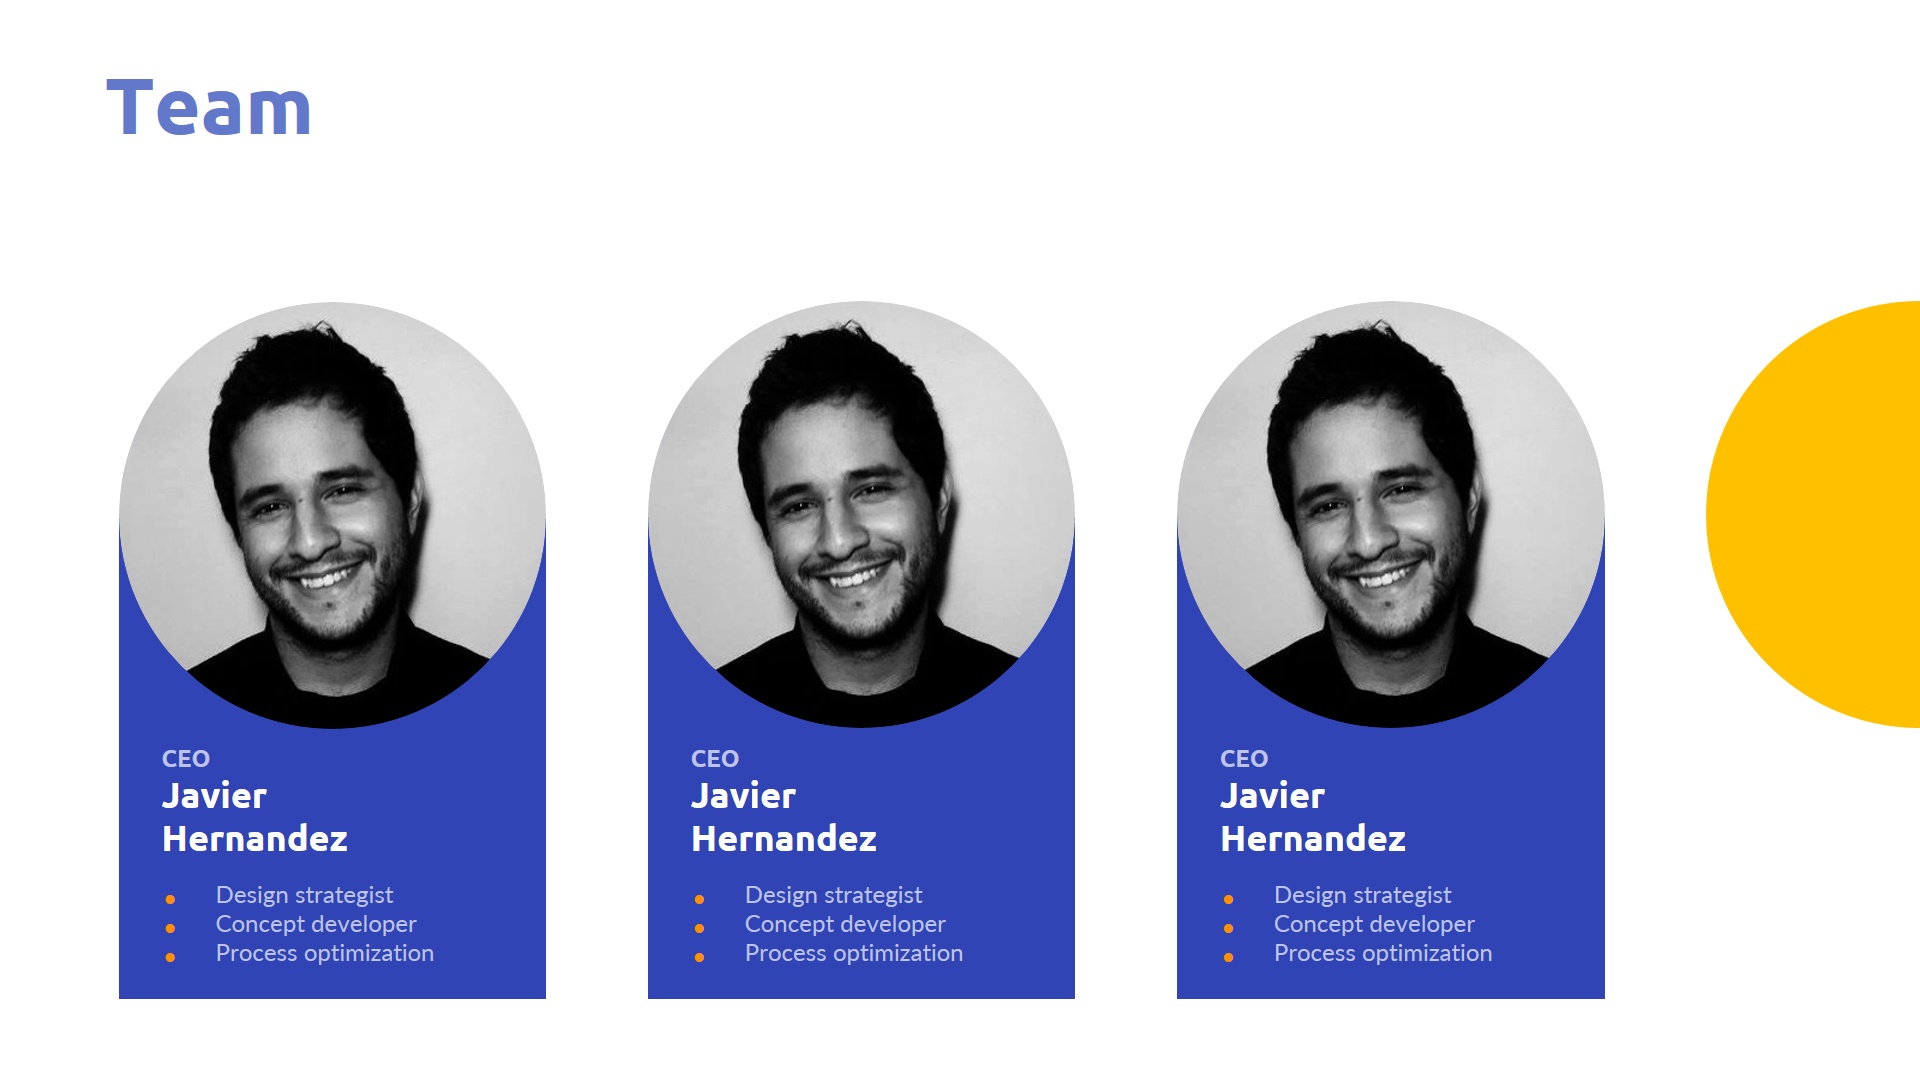 Team
CEO
Javier
Hernandez
Design strategist
Concept developer
Process optimization
CEO
Javier
Hernandez
Design strategist
Concept developer
Process optimization
CEO
Javier
Hernandez
Design strategist
Concept developer
Process optimization